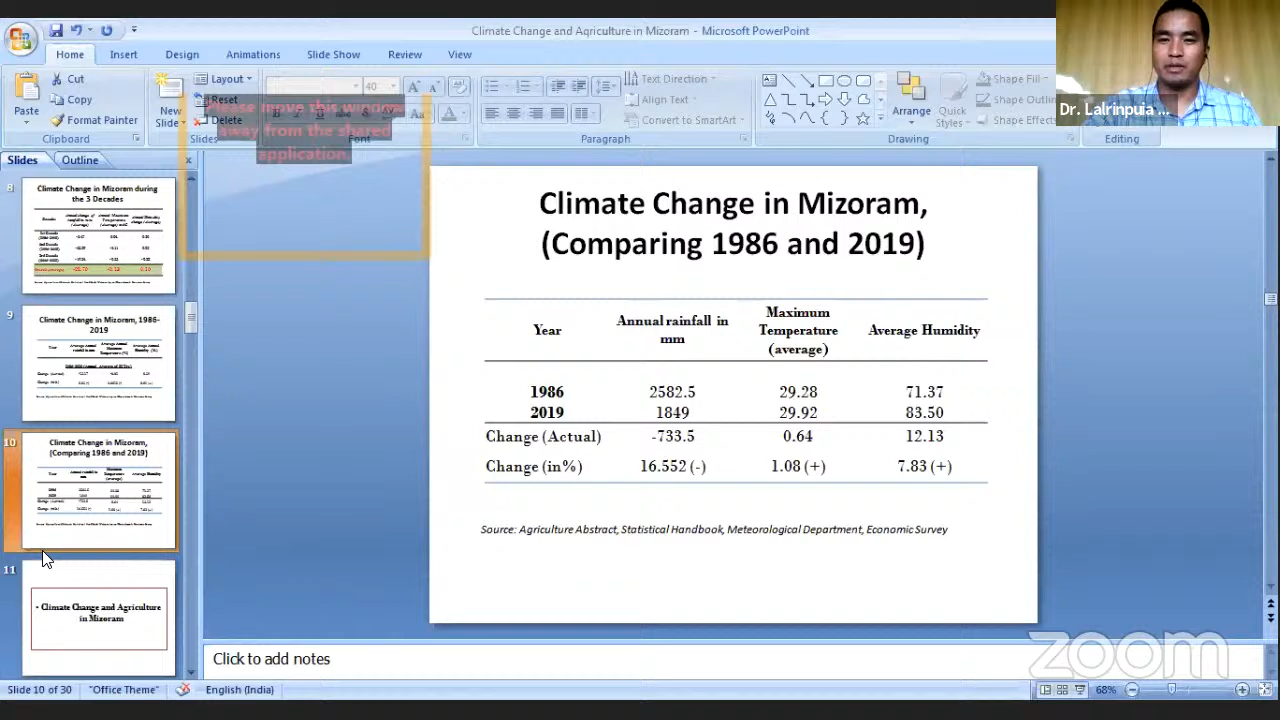 Climate Change and Agriculture in Mizoram - Microsoft PowerPoint
Home Insert Design Animations Slide Show Review View
Paste
Cut
Copy
Format Painter
Clipboard
New
Slide
Layout
Reset
Delete
Slides
Please move this window
away from the shared
application.
40
Font
Text Direction
Align Text
Convert to SmartArt
Paragraph
Arrange
Quick
Styles
Shape Fill
Shape
Shape Effects
Drawing
Editing
Dr. Lalrinpuia ...
Slides Outline
8
Climate Change in Mizoram during
the 3 Decades
9
Climate Change in Mizoram, 1986-
2019
10
Climate Change in Mizoram,
(Comparing 1986 and 2019)
11
• Climate Change and Agriculture
in Mizoram
Climate Change in Mizoram,
(Comparing 1986 and 2019)
Year Annual rainfall in mm Maximum Temperature (average) Average Humidity
1986 2582.5 29.28 71.37
2019 1849 29.92 83.50
Change (Actual) -733.5 0.64 12.13
Change (in%) 16.552 (-) 1.08 (+) 7.83 (+)
Source: Agriculture Abstract, Statistical Handbook, Meteorological Department, Economic Survey
Click to add notes
zoom
Slide 10 of 30 "Office Theme" English (India) 68%